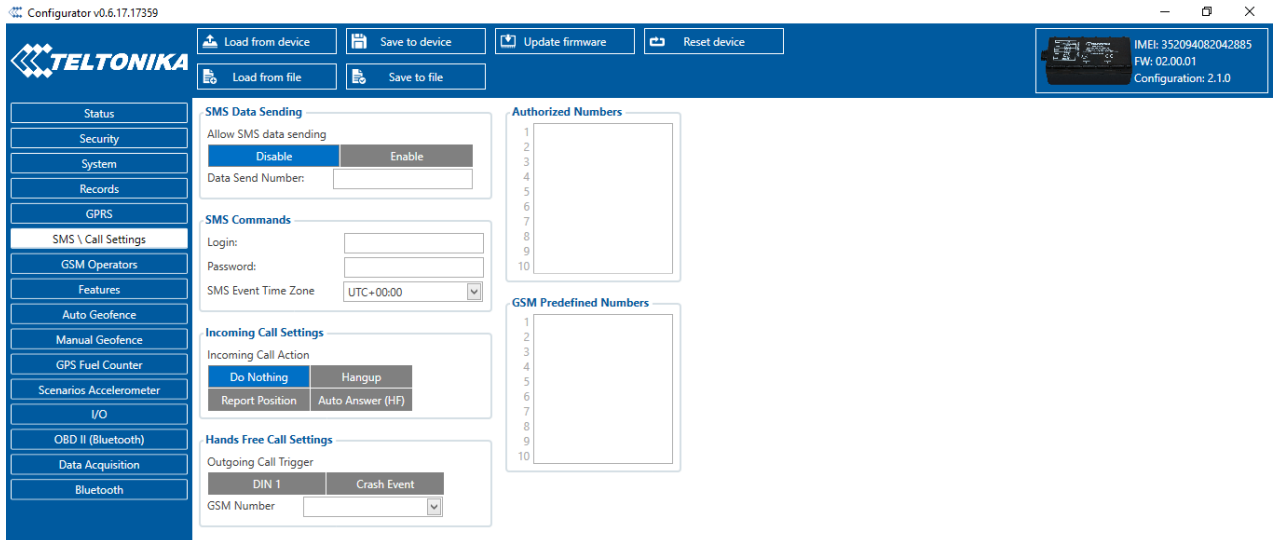 Configurator v0.6.17.17359
TELTONIKA
Load from device
Save to device
Update firmware
Reset device
Load from file
Save to file
IMEI: 352094082042885
FW: 02.00.01
Configuration: 2.1.0
Status
Security
System
Records
GPRS
SMS \ Call Settings
GSM Operators
Features
Auto Geofence
Manual Geofence
GPS Fuel Counter
Scenarios Accelerometer
I/O
OBD II (Bluetooth)
Data Acquisition
Bluetooth
SMS Data Sending
Allow SMS data sending
Disable Enable
Data Send Number:
SMS Commands
Login:
Password:
SMS Event Time Zone UTC+00:00
Incoming Call Settings
Incoming Call Action
Do Nothing Hangup
Report Position Auto Answer (HF)
Hands Free Call Settings
Outgoing Call Trigger
DIN 1 Crash Event
GSM Number
Authorized Numbers
1
2
3
4
5
6
7
8
9
10
GSM Predefined Numbers
1
2
3
4
5
6
7
8
9
10